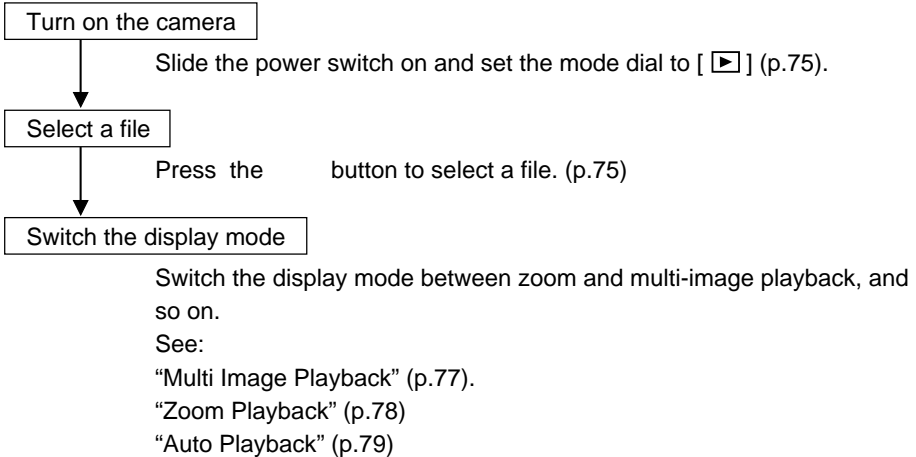 Turn on the camera
Slide the power switch on and set the mode dial to [ ▶ ] (p.75).
Select a file
Press the button to select a file. (p.75)
Switch the display mode
Switch the display mode between zoom and multi-image playback, and
so on.
See:
“Multi Image Playback” (p.77).
“Zoom Playback” (p.78)
“Auto Playback” (p.79)